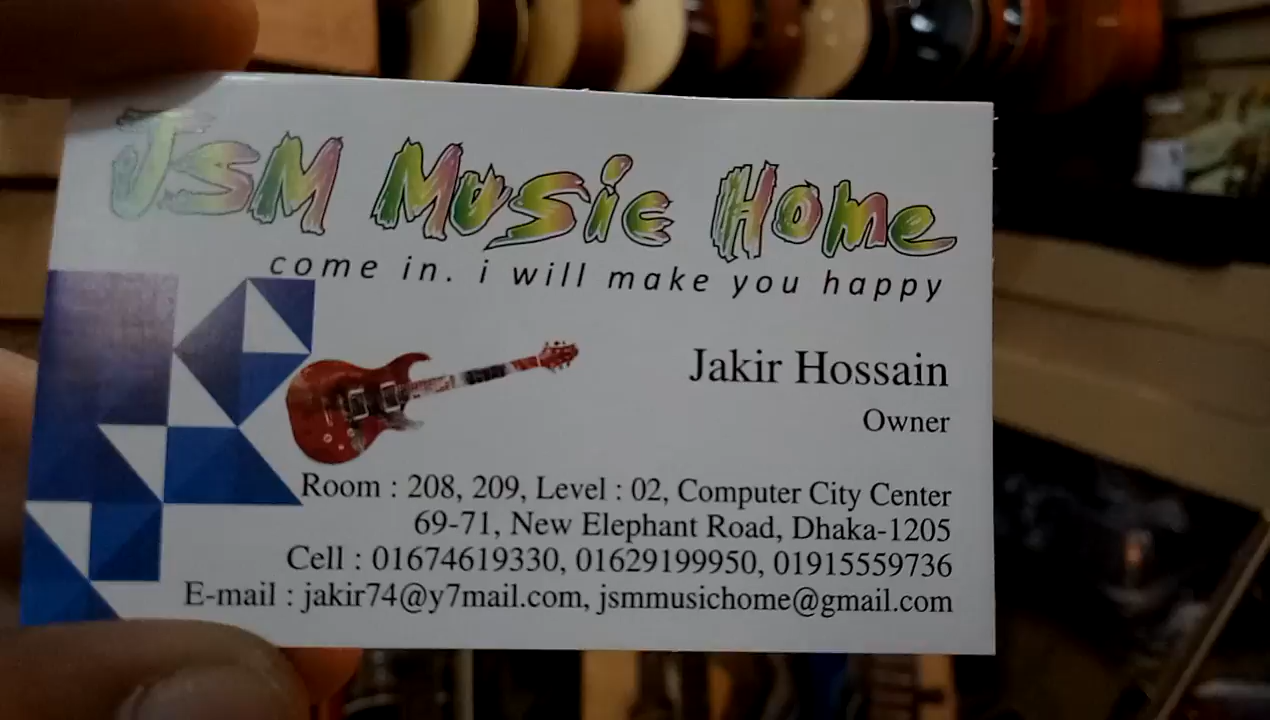 JSM Music Home
come in. i will make you happy
Jakir Hossain
Owner
Room : 208, 209, Level : 02, Computer City Center
69-71, New Elephant Road, Dhaka-1205
Cell : 01674619330, 01629199950, 01915559736
E-mail : jakir74@y7mail.com, jsmmusichome@gmail.com